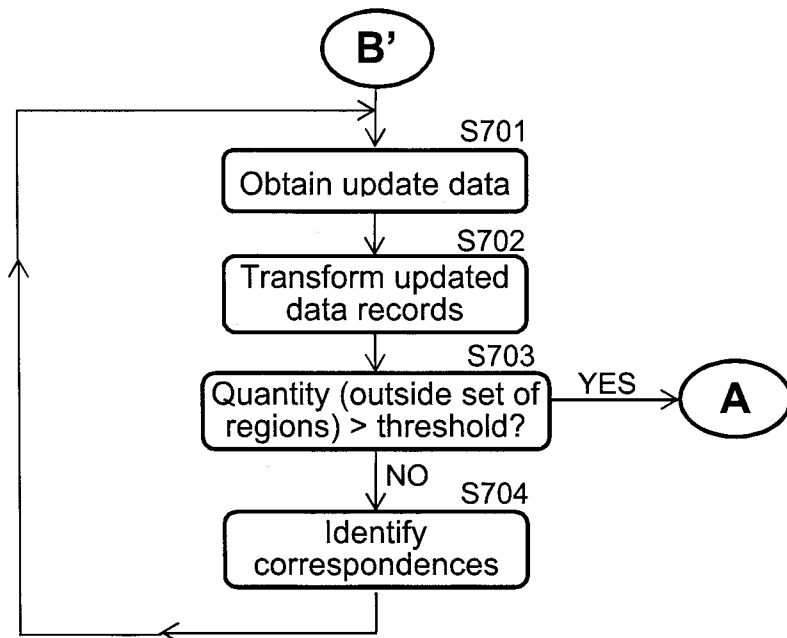 B'
S701
Obtain update data
S702
Transform updated
data records
S703
Quantity (outside set of
regions) > threshold?
YES
A
NO
S704
Identify
correspondences